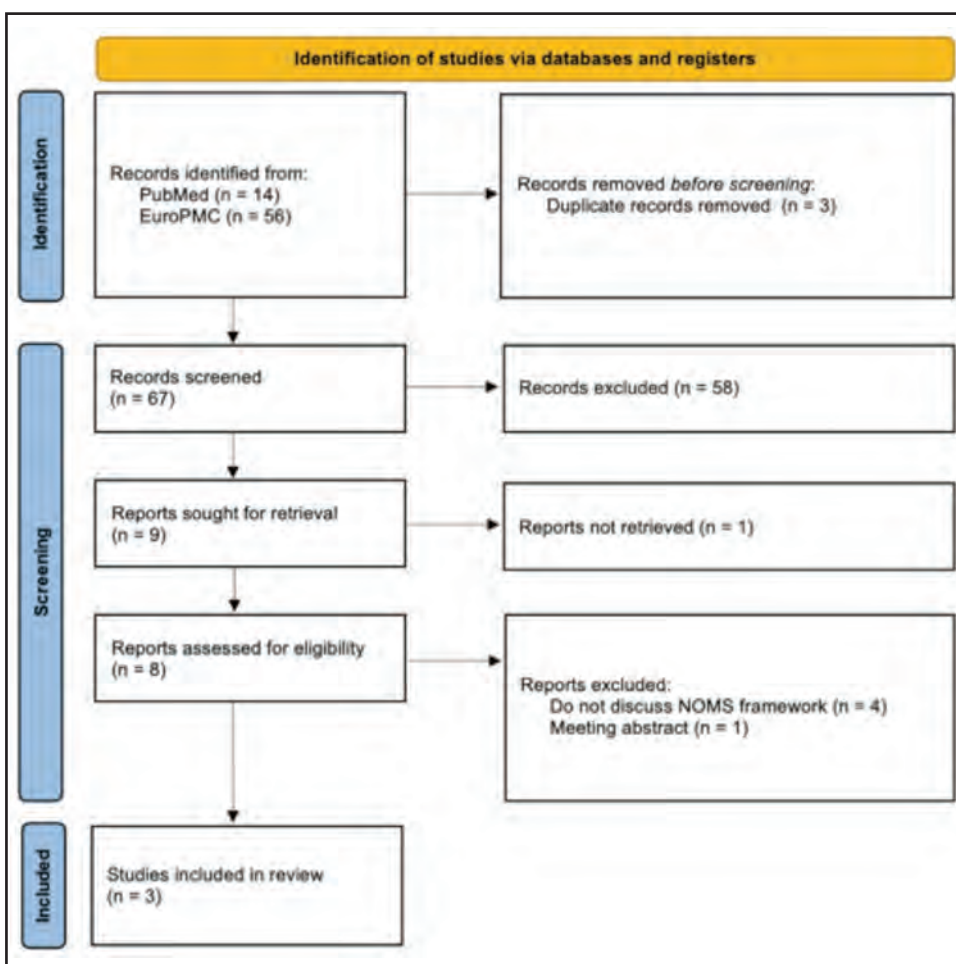 Identification of studies via databases and registers
Identification
Records identified from:
PubMed (n = 14)
EuroPMC (n = 56)
Records removed before screening:
Duplicate records removed (n = 3)
Screening
Records screened
(n = 67)
Records excluded (n = 58)
Reports sought for retrieval
(n = 9)
Reports not retrieved (n = 1)
Reports assessed for eligibility
(n = 8)
Reports excluded:
Do not discuss NOMS framework (n = 4)
Meeting abstract (n = 1)
Included
Studies included in review
(n = 3)